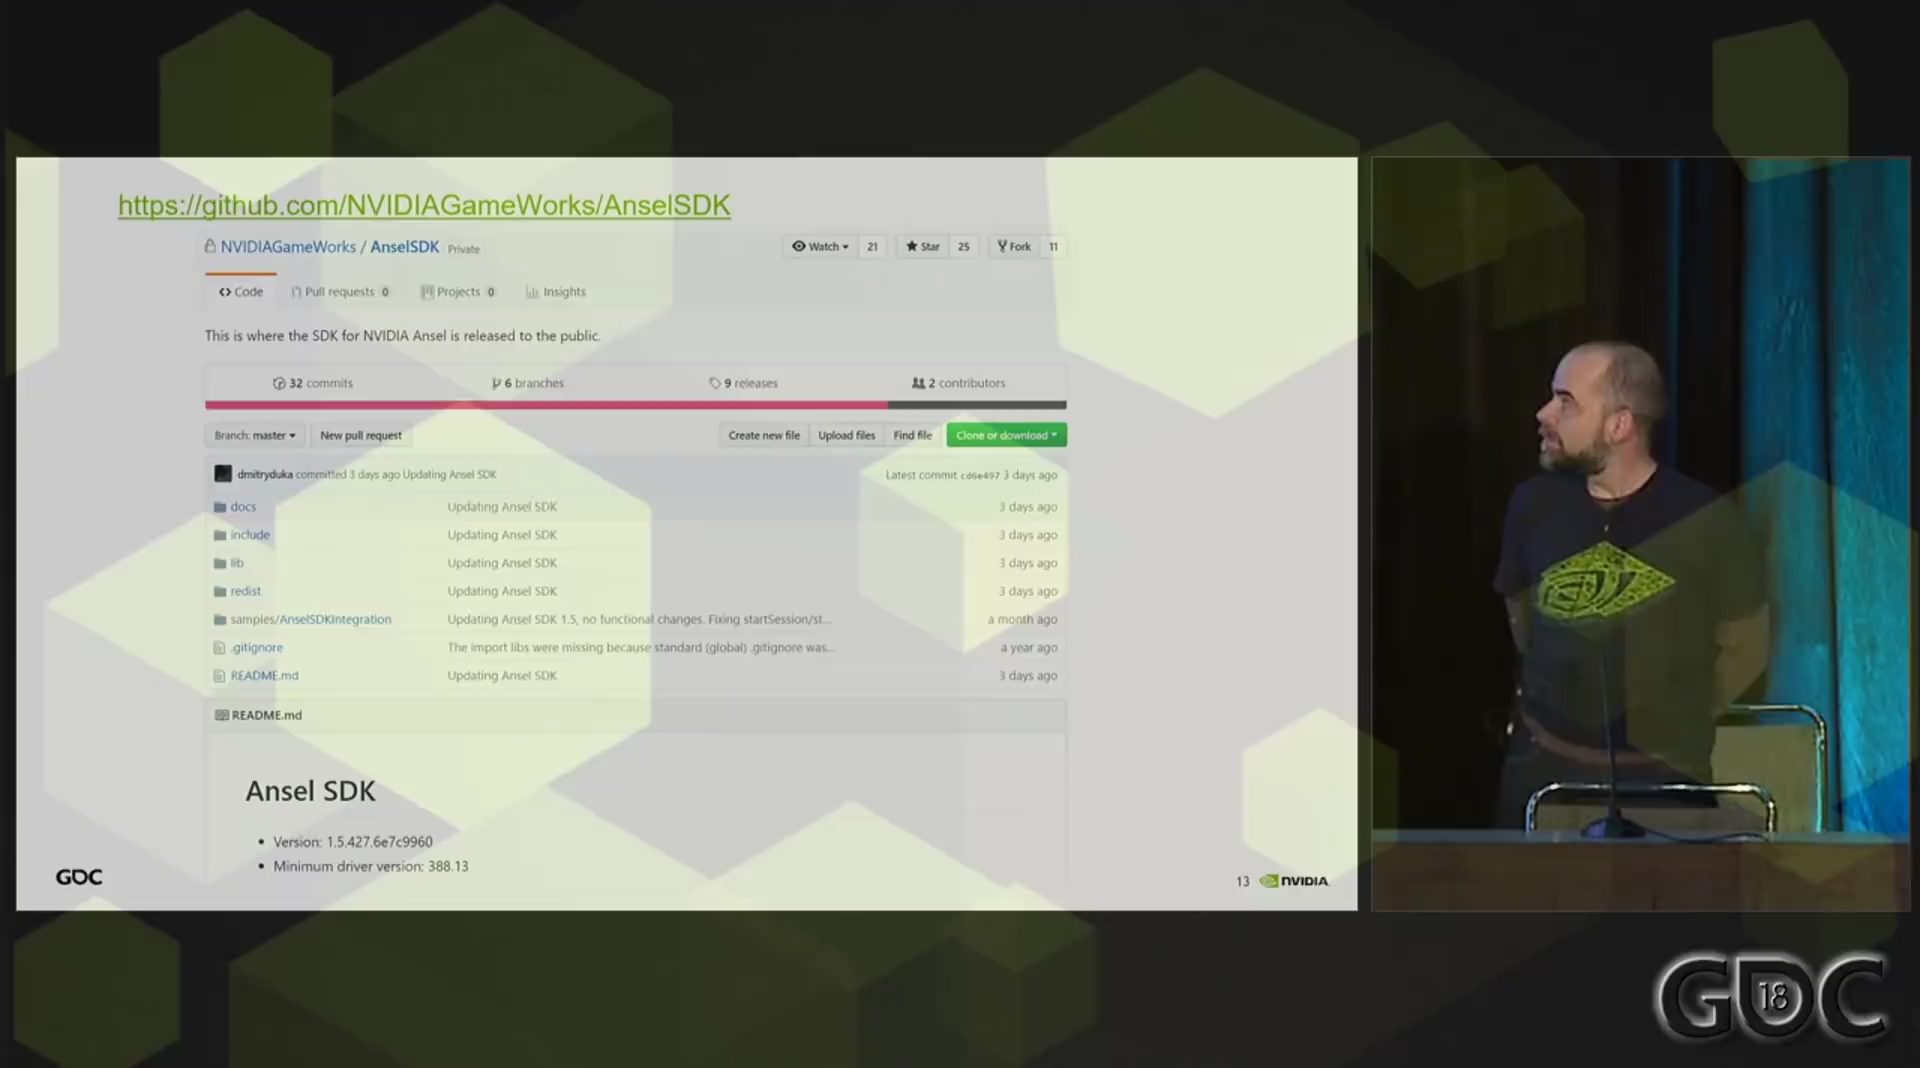 https://github.com/NVIDIAGameWorks/AnselSDK
NVIDIAGameWorks / AnselSDK Private
Watch 21 Star 25 Fork 11
Code Pull requests 0 Projects 0 Insights
This is where the SDK for NVIDIA Ansel is released to the public.
32 commits 6 branches 9 releases 2 contributors
Branch: master New pull request Create new file Upload files Find file Clone or download
dmitryduka committed 3 days ago Updating Ansel SDK Latest commit cd6e497 3 days ago
docs Updating Ansel SDK 3 days ago
include Updating Ansel SDK 3 days ago
lib Updating Ansel SDK 3 days ago
redist Updating Ansel SDK 3 days ago
samples/AnselSDKIntegration Updating Ansel SDK 1.5, no functional changes. Fixing startSession/st... a month ago
.gitignore The import libs were missing because standard (global) .gitignore was... a year ago
README.md Updating Ansel SDK 3 days ago
README.md
Ansel SDK
• Version: 1.5.427.6e7c9960
• Minimum driver version: 388.13
GDC 13 NVIDIA
GDC 18